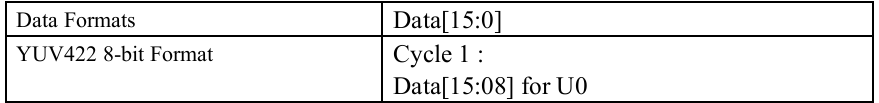 Data Formats Data[15:0]
YUV422 8-bit Format Cycle 1 :
Data[15:08] for U0